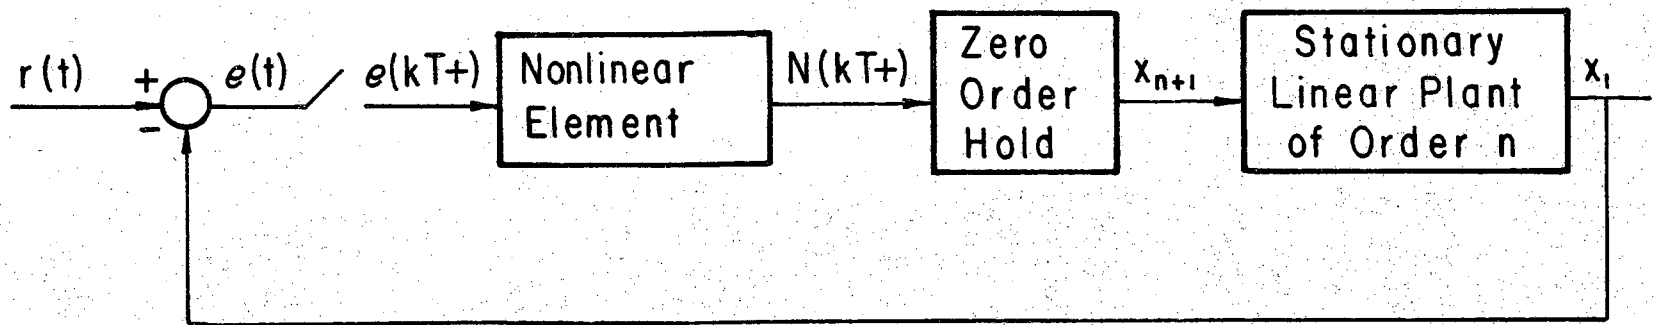 r(t)
+
−
e(t)
e(kT+)
Nonlinear
Element
N(kT+)
Zero
Order
Hold
xₙ₊₁
Stationary
Linear Plant
of Order n
x₁